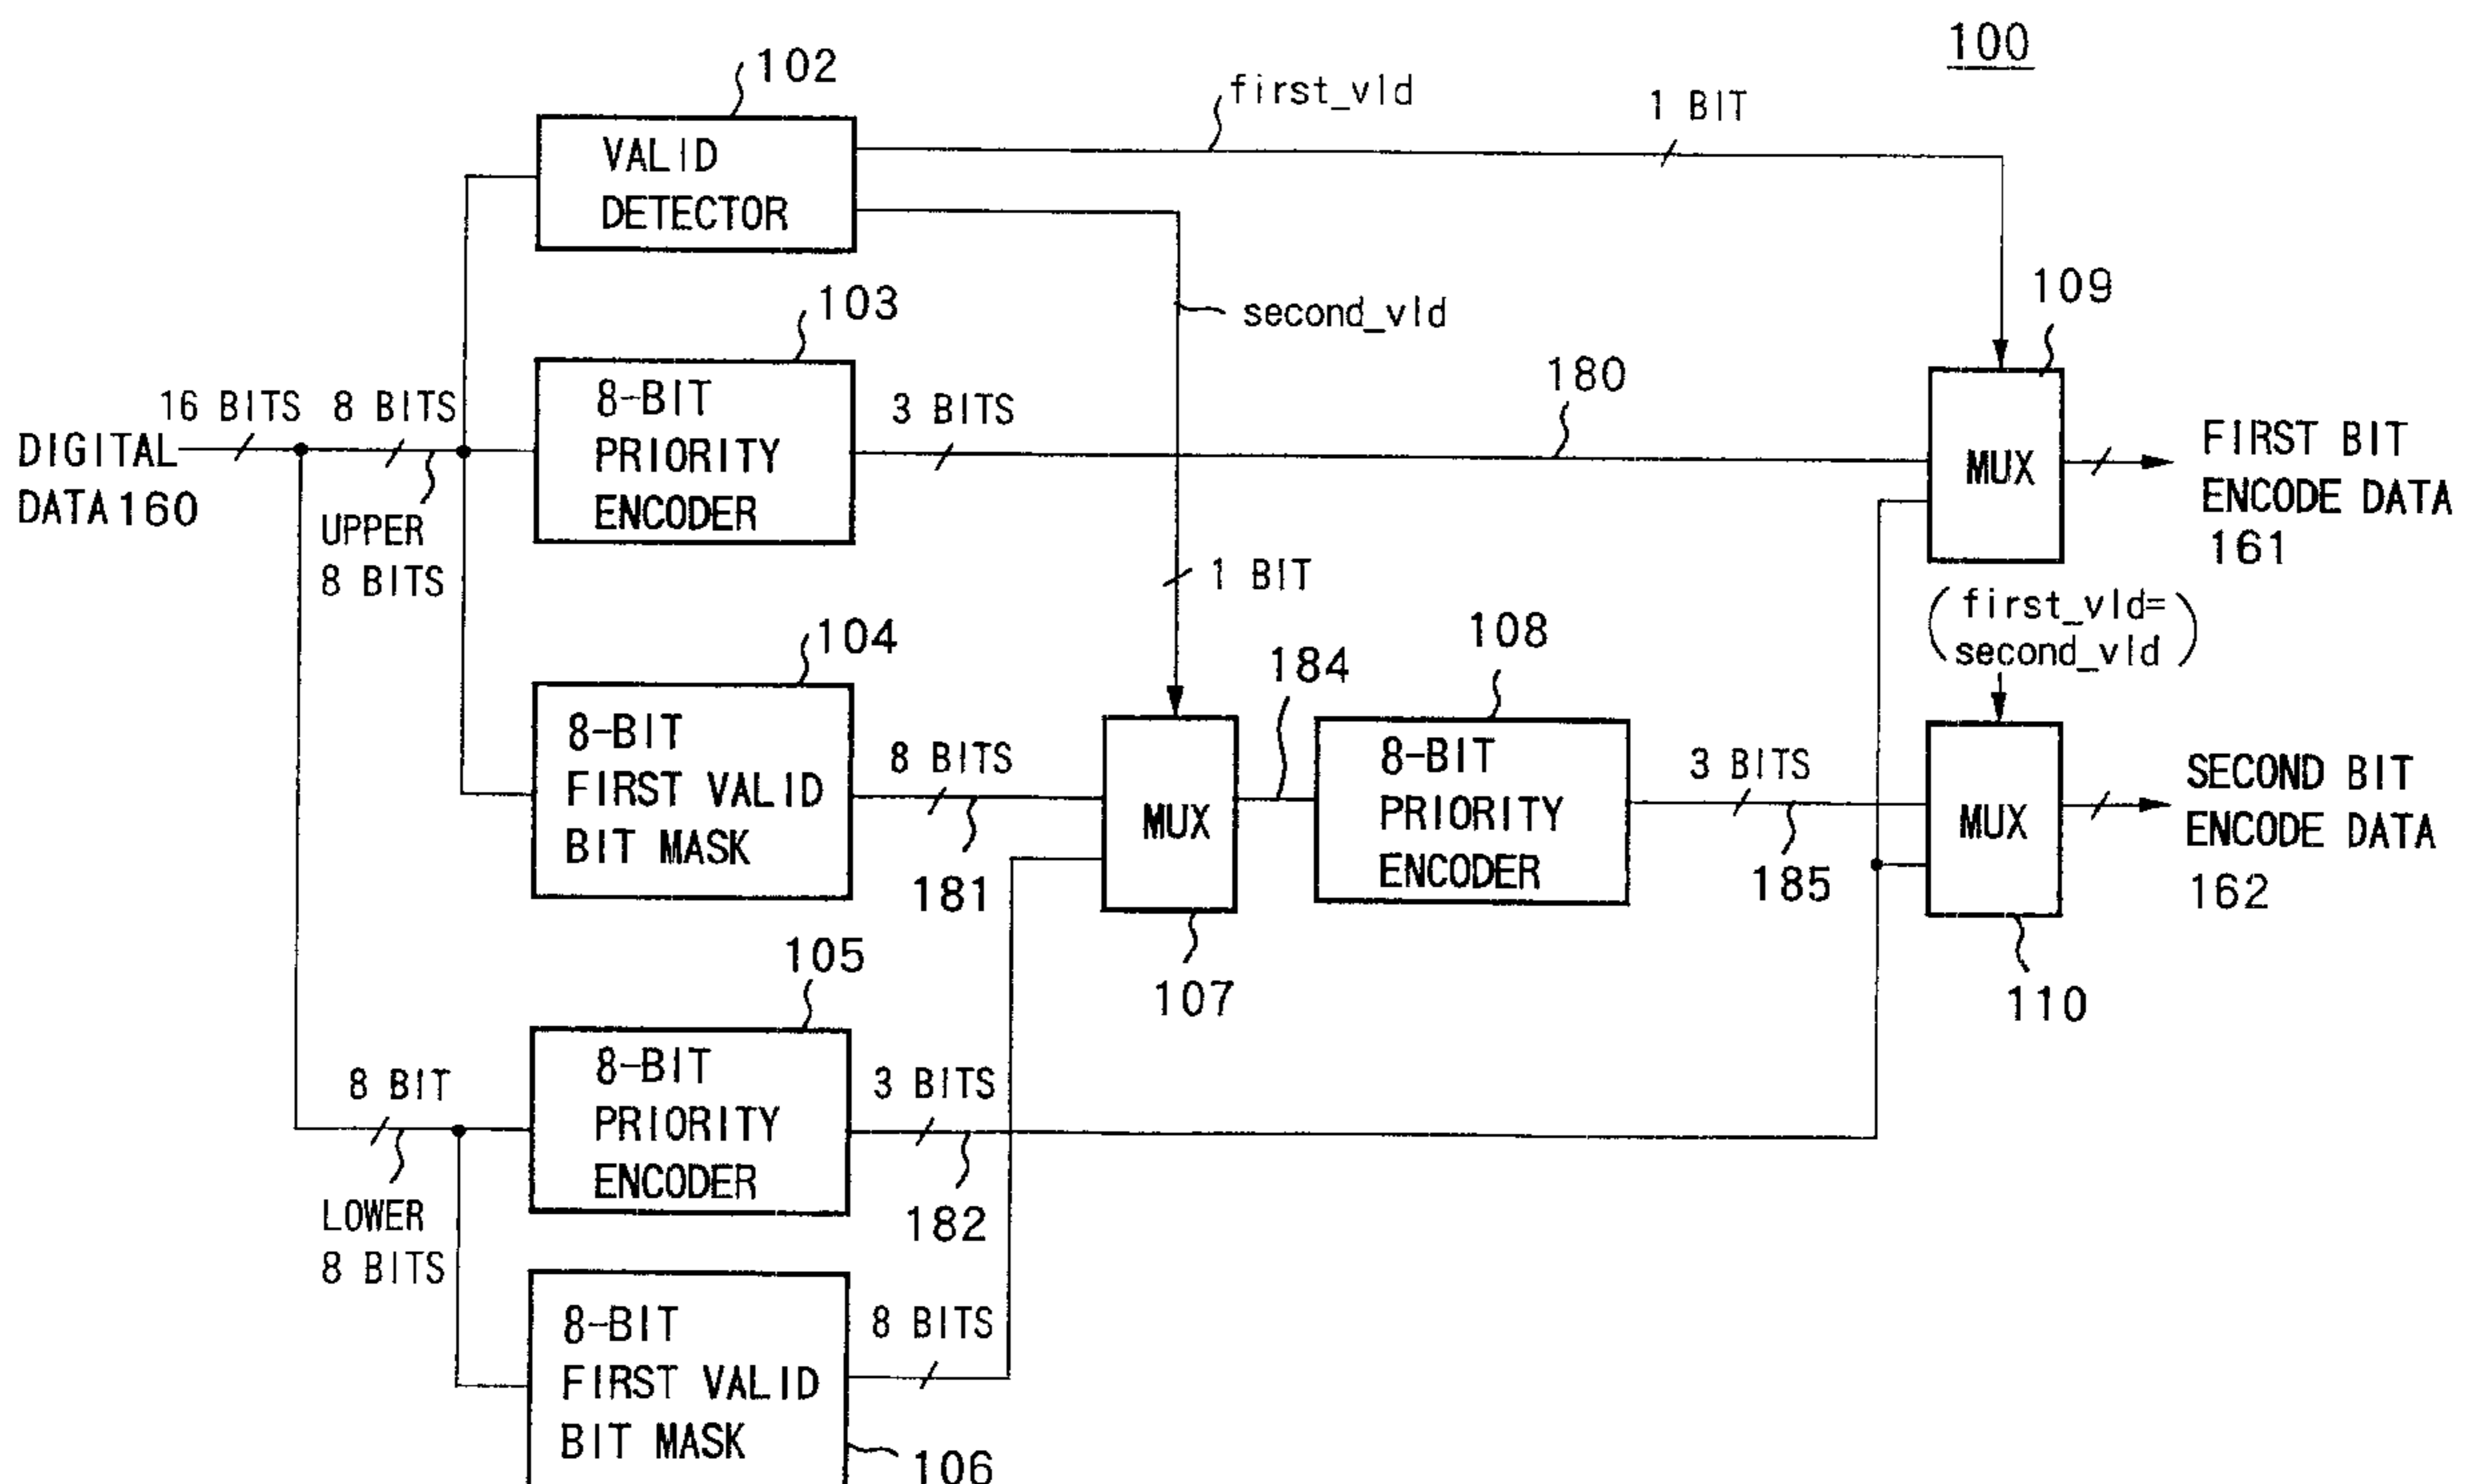 100
102
first_vld
1 BIT
VALID
DETECTOR
second_vld
109
103
16 BITS
8 BITS
8-BIT
PRIORITY
ENCODER
3 BITS
180
MUX
FIRST BIT
ENCODE DATA
161
DIGITAL
DATA160
UPPER
8 BITS
1 BIT
(first_vld=
second_vld)
104
108
184
8-BIT
FIRST VALID
BIT MASK
8 BITS
181
MUX
107
8-BIT
PRIORITY
ENCODER
3 BITS
185
MUX
110
SECOND BIT
ENCODE DATA
162
105
8 BIT
LOWER
8 BITS
8-BIT
PRIORITY
ENCODER
3 BITS
182
8-BIT
FIRST VALID
BIT MASK
8 BITS
106